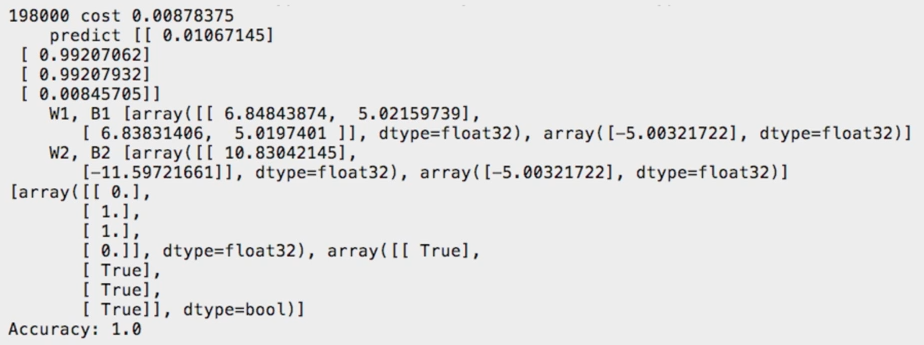 198000 cost 0.00878375
predict [[ 0.01067145]
[ 0.99207062]
[ 0.99207932]
[ 0.00845705]]
W1, B1 [array([[ 6.84843874,  5.02159739],
[ 6.83831406,  5.0197401 ]], dtype=float32), array([-5.00321722], dtype=float32)]
W2, B2 [array([[ 10.83042145],
[-11.59721661]], dtype=float32), array([-5.00321722], dtype=float32)]
[array([[ 0.],
[ 1.],
[ 1.],
[ 0.]], dtype=float32), array([[ True],
[ True],
[ True],
[ True]], dtype=bool)]
Accuracy: 1.0